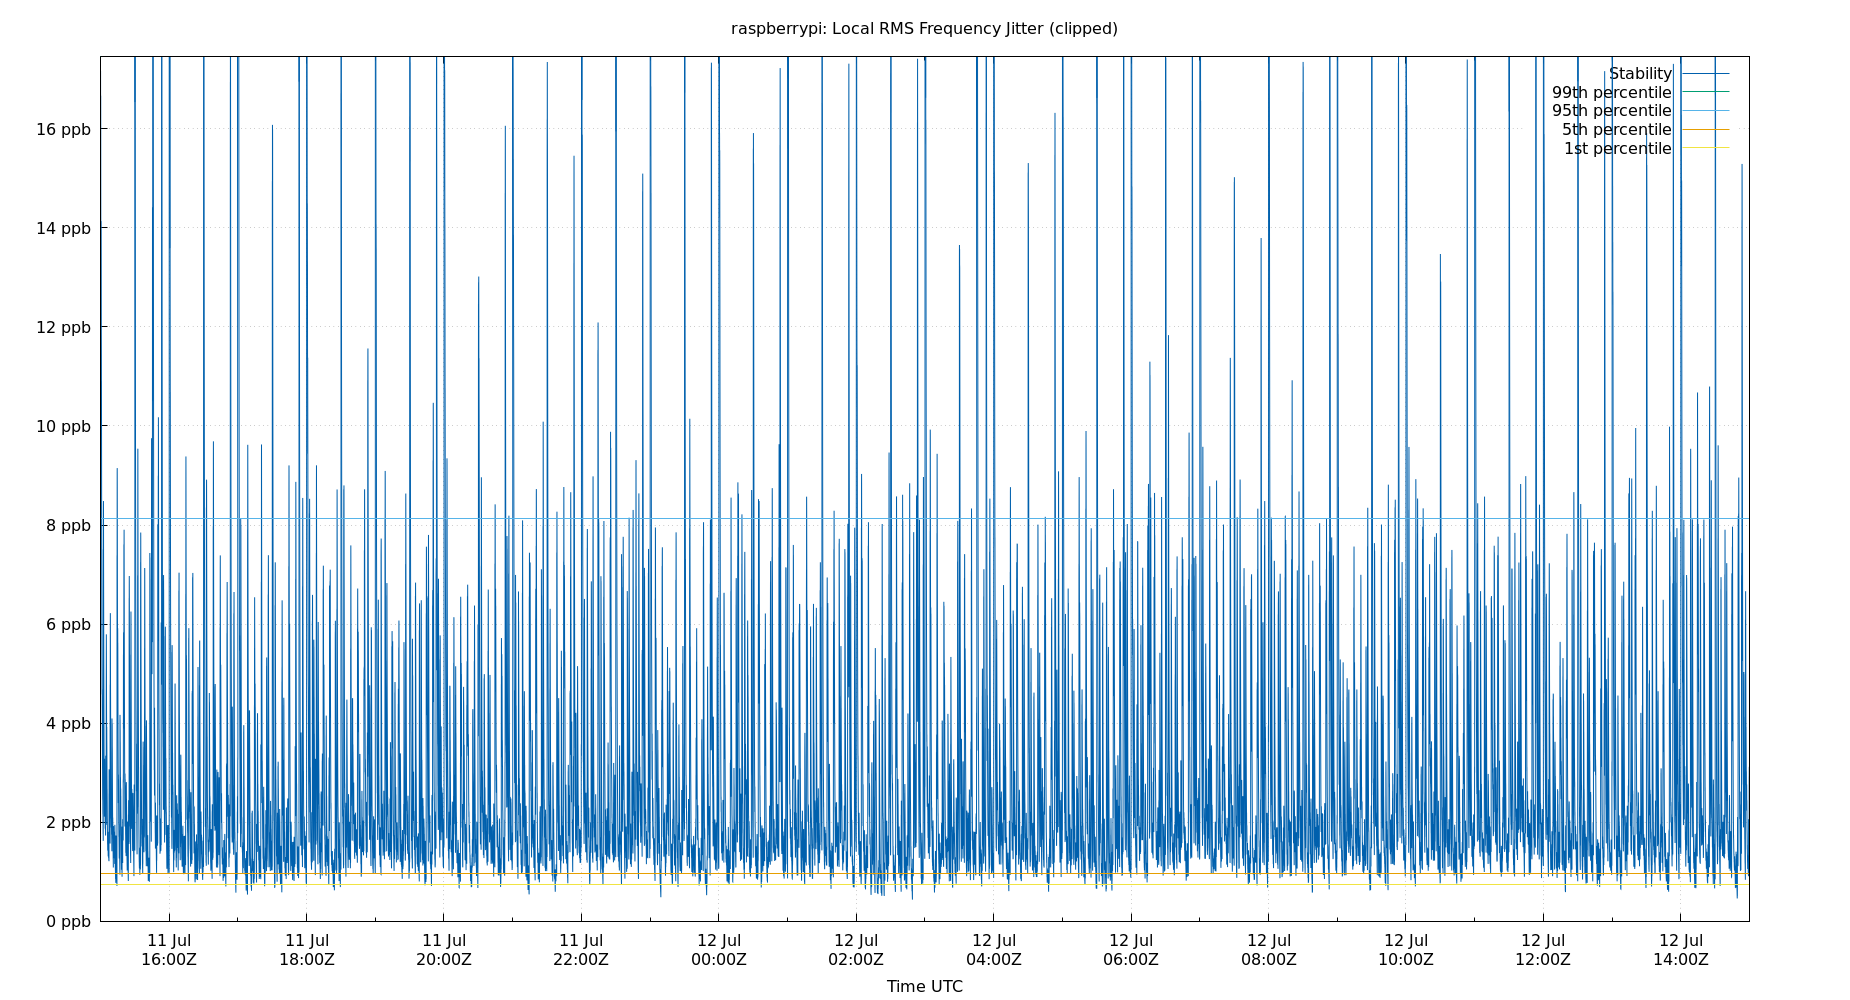 raspberrypi: Local RMS Frequency Jitter (clipped)
Stability
99th percentile
95th percentile
5th percentile
1st percentile
16 ppb
14 ppb
12 ppb
10 ppb
8 ppb
6 ppb
4 ppb
2 ppb
0 ppb
11 Jul 11 Jul 11 Jul 11 Jul 12 Jul 12 Jul 12 Jul 12 Jul 12 Jul 12 Jul 12 Jul 12 Jul
16:00Z 18:00Z 20:00Z 22:00Z 00:00Z 02:00Z 04:00Z 06:00Z 08:00Z 10:00Z 12:00Z 14:00Z
Time UTC